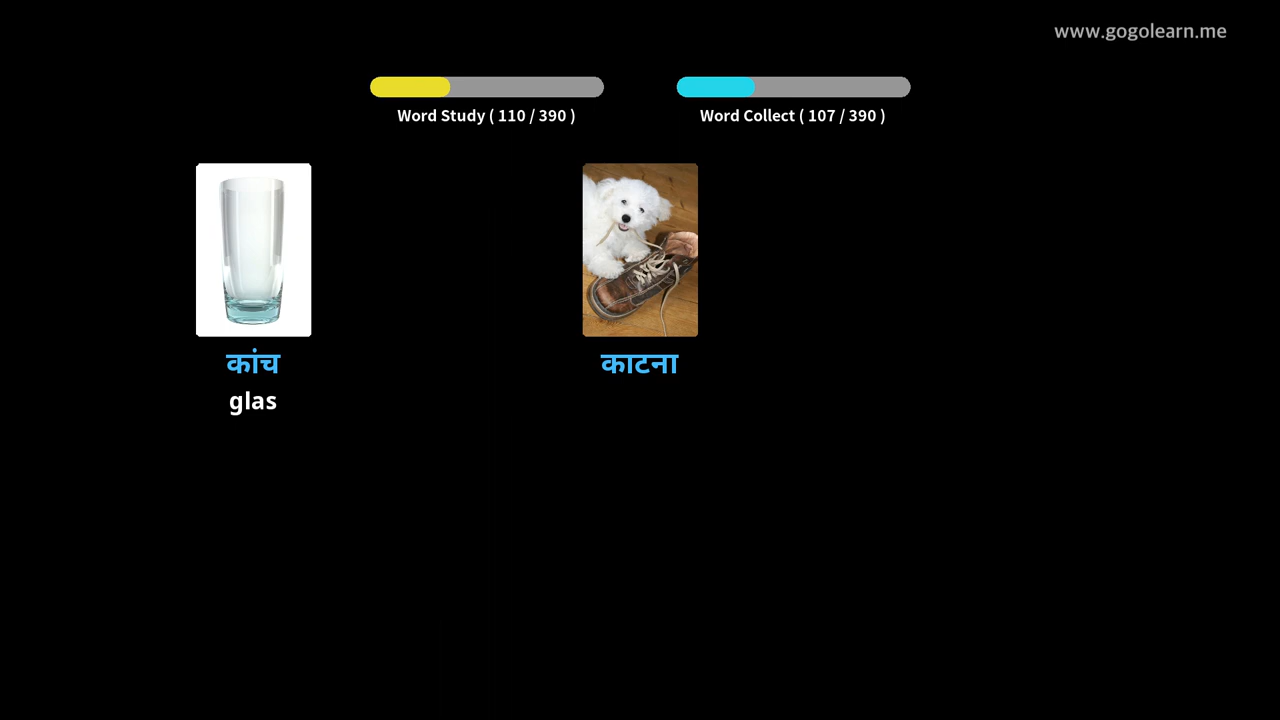 www.gogolearn.me
Word Study ( 110 / 390 )
Word Collect ( 107 / 390 )
कांच
glas
काटना